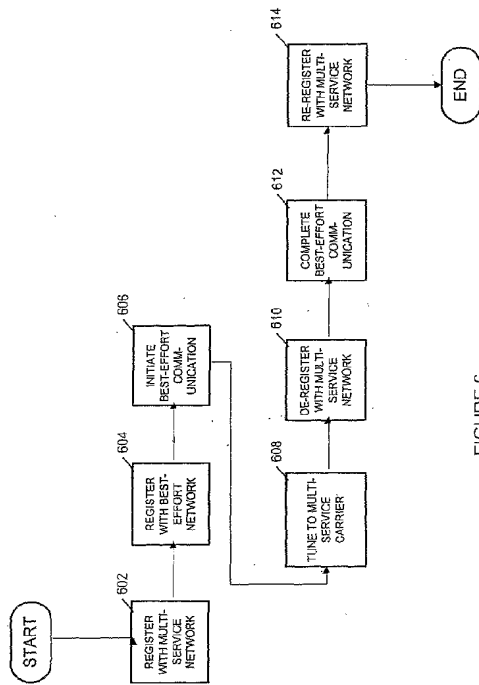 START
602
REGISTER
WITH MULTI-
SERVICE
NETWORK
604
REGISTER
WITH BEST-
EFFORT
NETWORK
606
INITIATE
BEST-EFFORT
COMM-
UNICATION
608
TUNE TO MULTI-
SERVICE
CARRIER
610
DE-REGISTER
WITH MULTI-
SERVICE
NETWORK
612
COMPLETE
BEST-EFFORT
COMM-
UNICATION
614
RE-REGISTER
WITH MULTI-
SERVICE
NETWORK
END
FIGURE 6